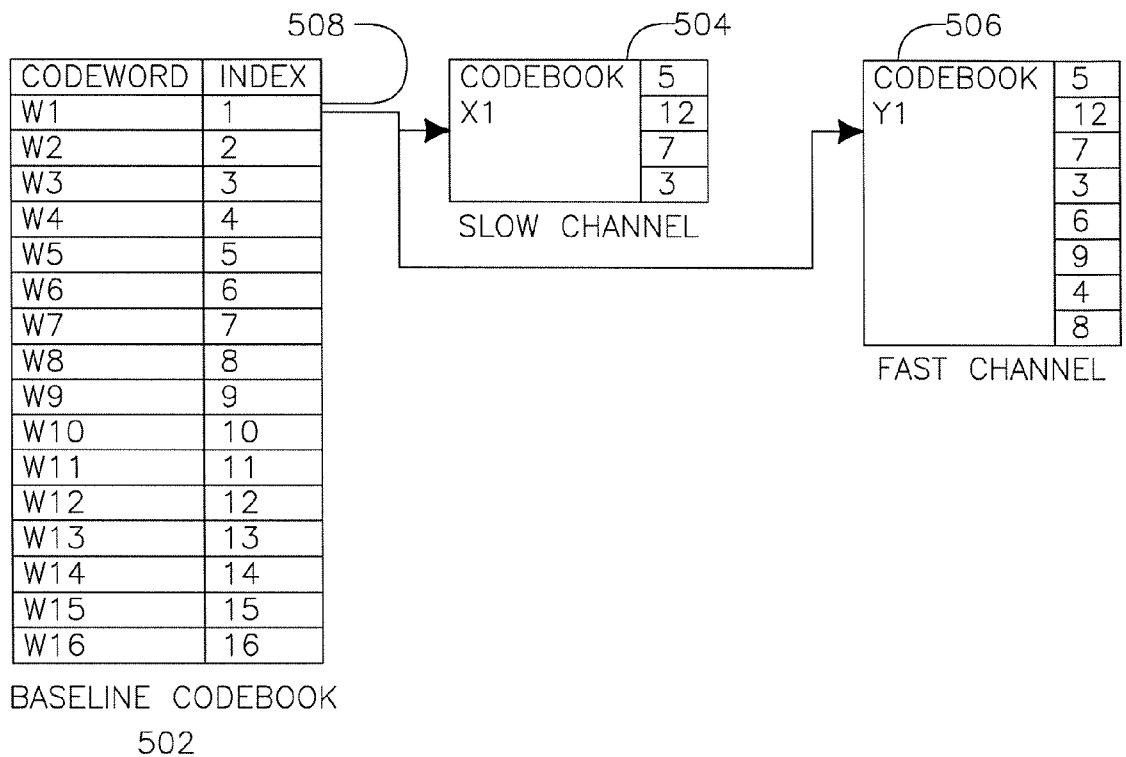 508
504
506
CODEWORD INDEX
W1 1
W2 2
W3 3
W4 4
W5 5
W6 6
W7 7
W8 8
W9 9
W10 10
W11 11
W12 12
W13 13
W14 14
W15 15
W16 16
BASELINE CODEBOOK
502
CODEBOOK 5
X1 12
7
3
SLOW CHANNEL
CODEBOOK 5
Y1 12
7
3
6
9
4
8
FAST CHANNEL